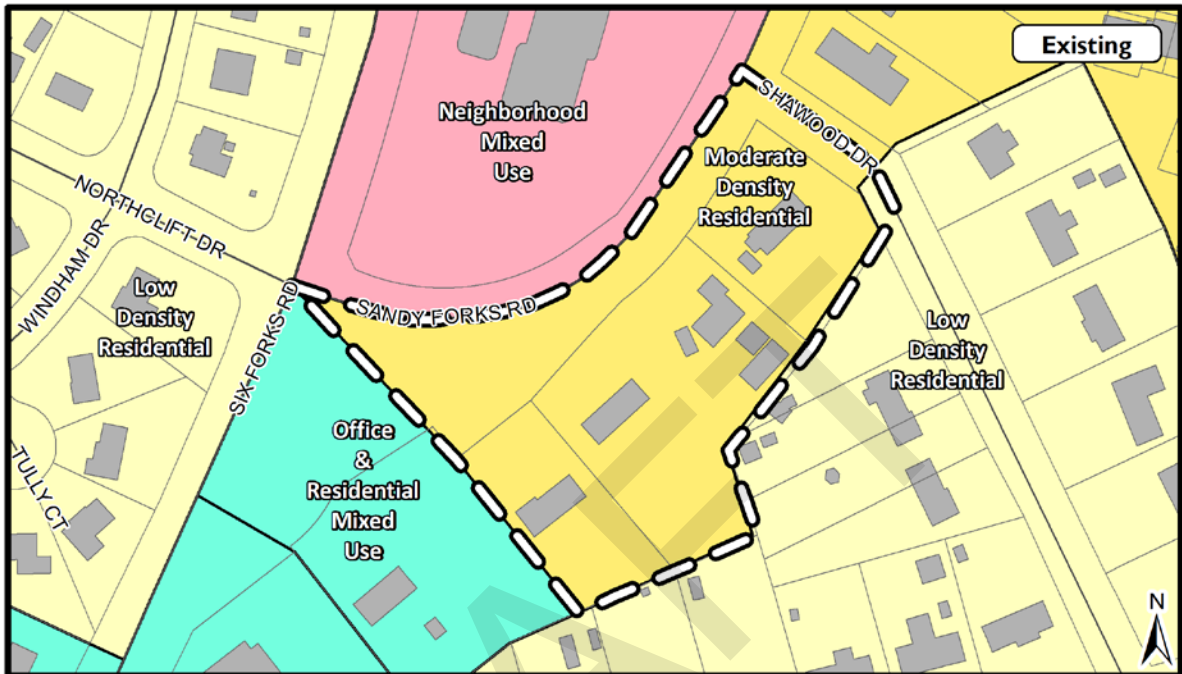 Existing
Neighborhood
Mixed
Use
SHAWOOD DR
Moderate
Density
Residential
NORTHCLIFT DR
WINDHAM DR
Low
Density
Residential
SIX FORKS RD
SANDY FORKS RD
Low
Density
Residential
Office
&
Residential
Mixed
Use
TULLY CT
N